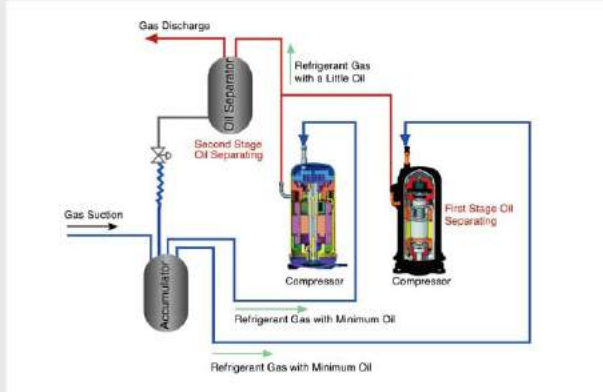 Gas Discharge
Oil Separator
Refrigerant Gas
with a Little Oil
Second Stage
Oil Separating
Gas Suction
First Stage Oil
Separating
Compressor
Compressor
Accumulator
Refrigerant Gas with Minimum Oil
Refrigerant Gas with Minimum Oil